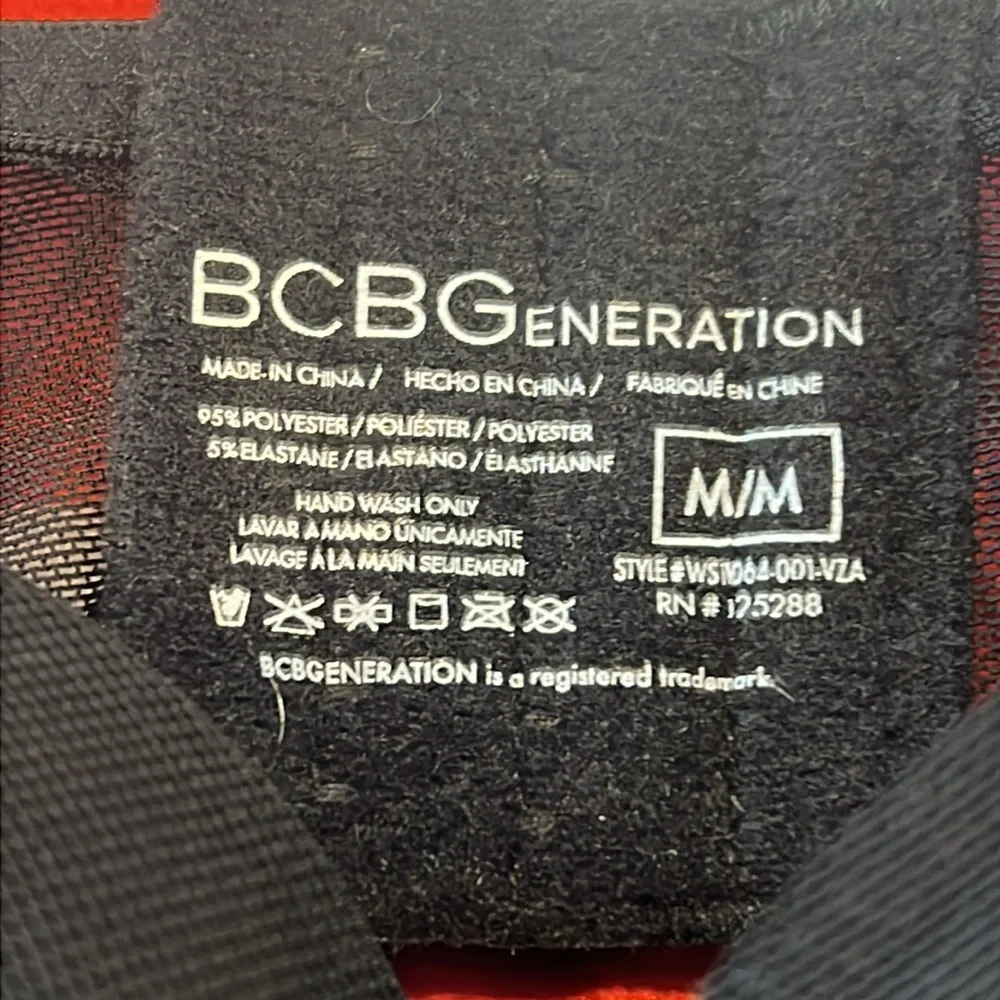 BCBGENERATION
MADE IN CHINA / HECHO EN CHINA / FABRIQUÉ EN CHINE
95% POLYESTER / POLIÉSTER / POLYESTER
5% ELASTANE / ELASTANO / ÉLASTHANNE
M/M
HAND WASH ONLY
LAVAR A MANO ÚNICAMENTE
LAVAGE À LA MAIN SEULEMENT
STYLE#WS1064-001-VZA
RN # 125288
BCBGENERATION is a registered trademark.